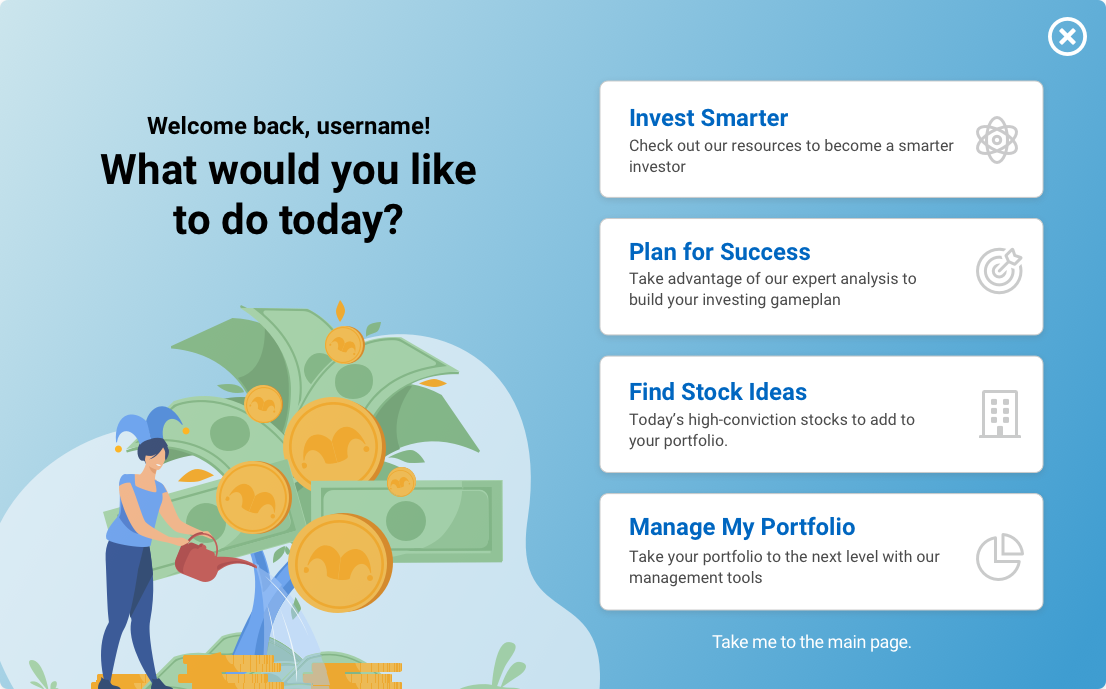 Welcome back, username!
What would you like
to do today?
Invest Smarter
Check out our resources to become a smarter
investor
Plan for Success
Take advantage of our expert analysis to
build your investing gameplan
Find Stock Ideas
Today’s high-conviction stocks to add to
your portfolio.
Manage My Portfolio
Take your portfolio to the next level with our
management tools
Take me to the main page.